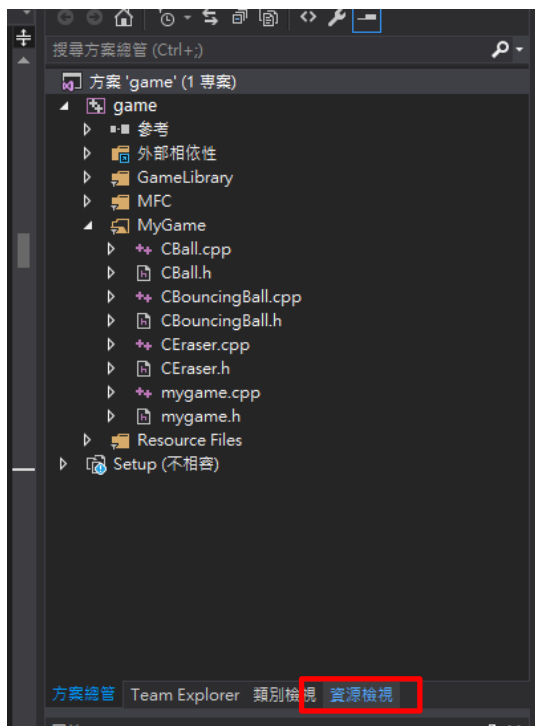 搜尋方案總管 (Ctrl+;)
方案 'game' (1 專案)
game
參考
外部相依性
GameLibrary
MFC
MyGame
CBall.cpp
CBall.h
CBouncingBall.cpp
CBouncingBall.h
CEraser.cpp
CEraser.h
mygame.cpp
mygame.h
Resource Files
Setup (不相容)
方案總管 Team Explorer 類別檢視 資源檢視